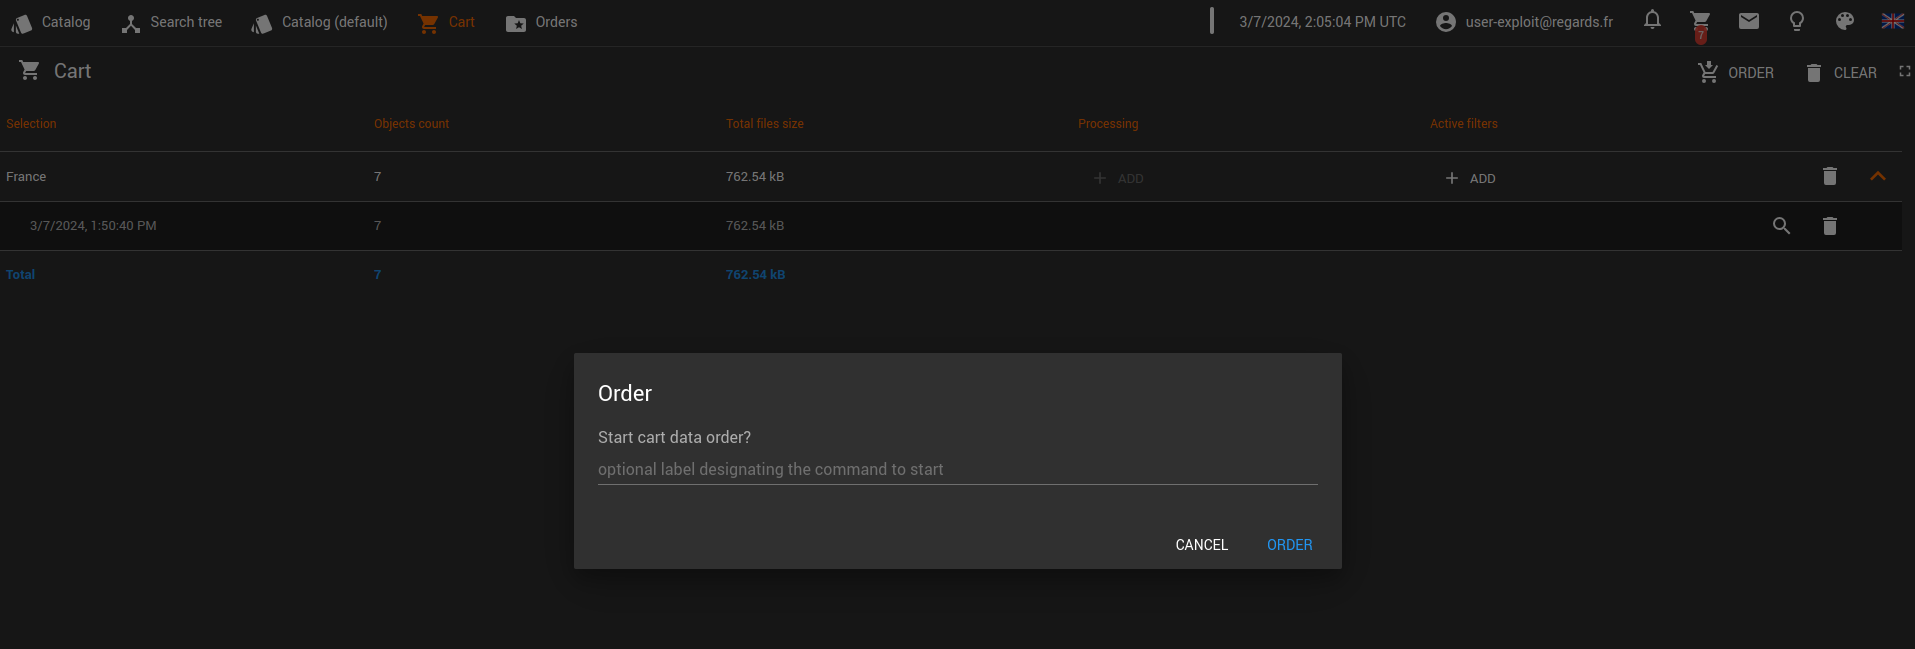 Catalog Search tree Catalog (default) Cart Orders 3/7/2024, 2:05:04 PM UTC user-exploit@regards.fr 7
Cart ORDER CLEAR
Selection Objects count Total files size Processing Active filters
France 7 762.54 kB ADD ADD
3/7/2024, 1:50:40 PM 7 762.54 kB
Total 7 762.54 kB
Order
Start cart data order?
optional label designating the command to start
CANCEL ORDER